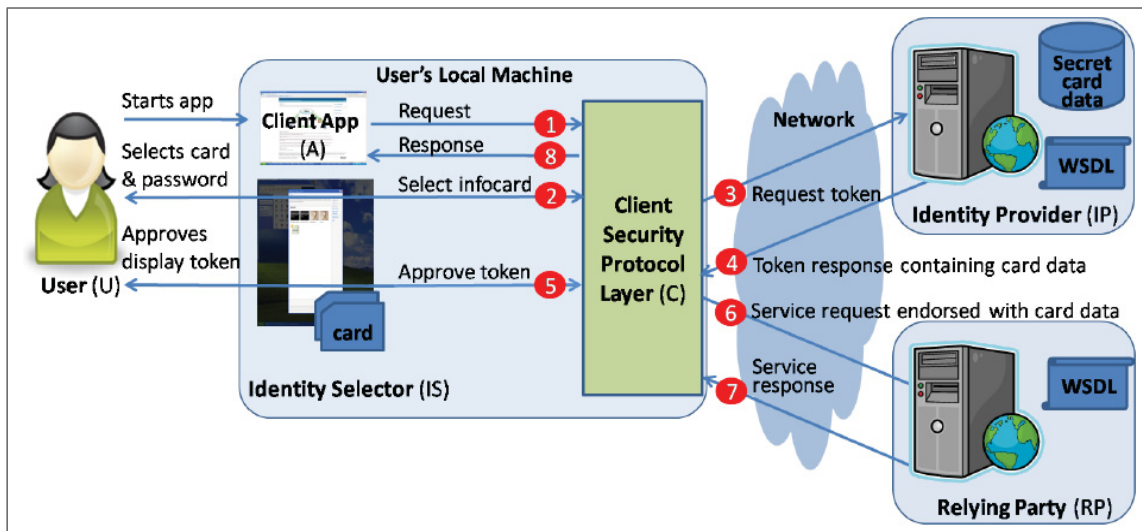 User's Local Machine
Starts app
Client App
(A)
Request
1
Response
8
Selects card
& password
Select infocard
2
Approves
display token
Approve token
5
User (U)
card
Identity Selector (IS)
Client
Security
Protocol
Layer (C)
Network
3
Request token
4
Token response containing card data
6
Service request endorsed with card data
Service
response
7
Secret
card
data
WSDL
Identity Provider (IP)
WSDL
Relying Party (RP)